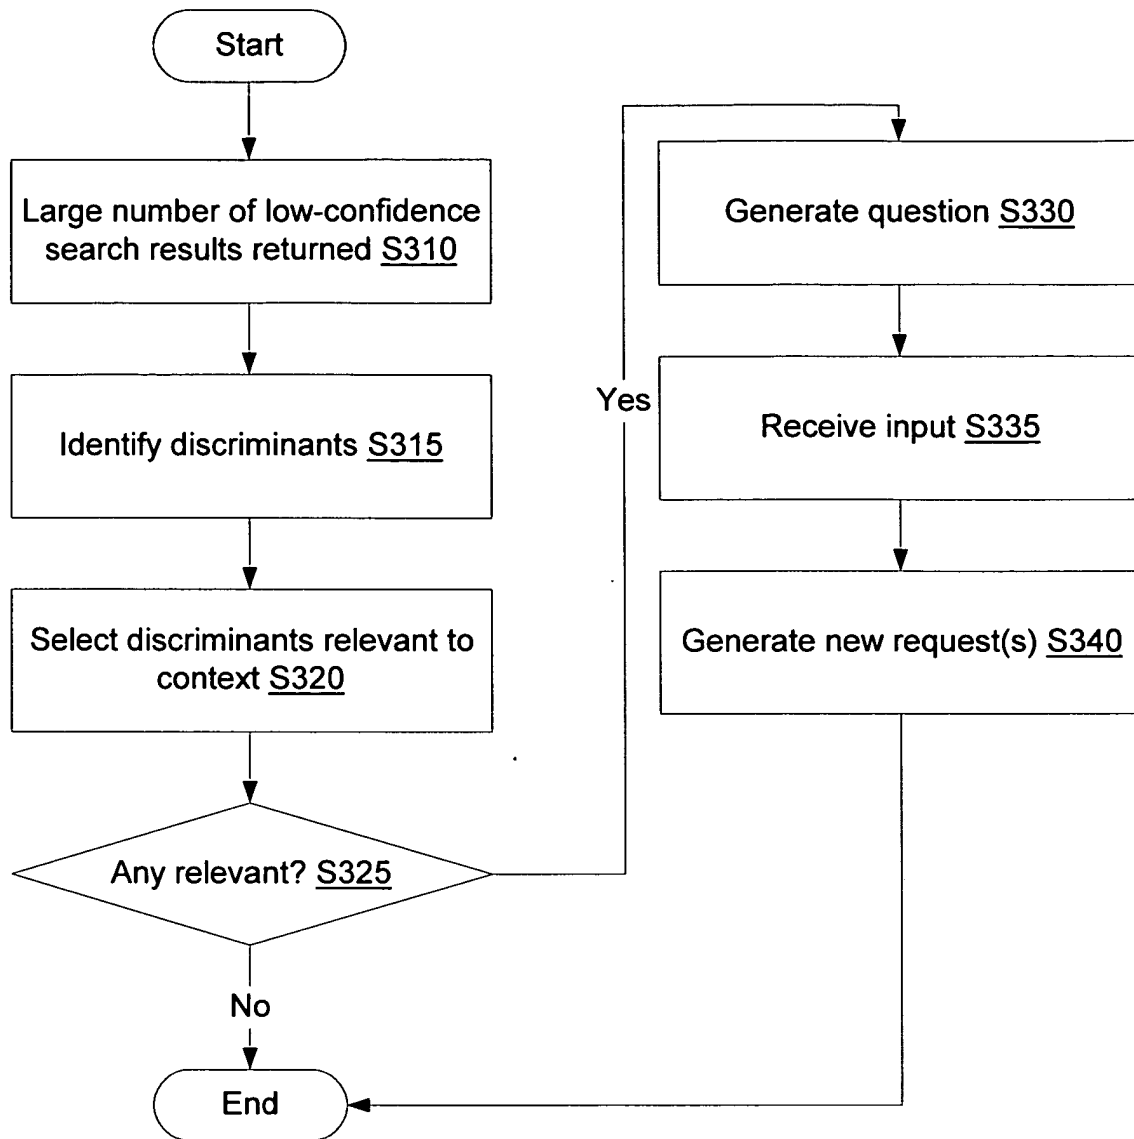 Start
Large number of low-confidence
search results returned S310
Identify discriminants S315
Select discriminants relevant to
context S320
Any relevant? S325
No
End
Yes
Generate question S330
Receive input S335
Generate new request(s) S340